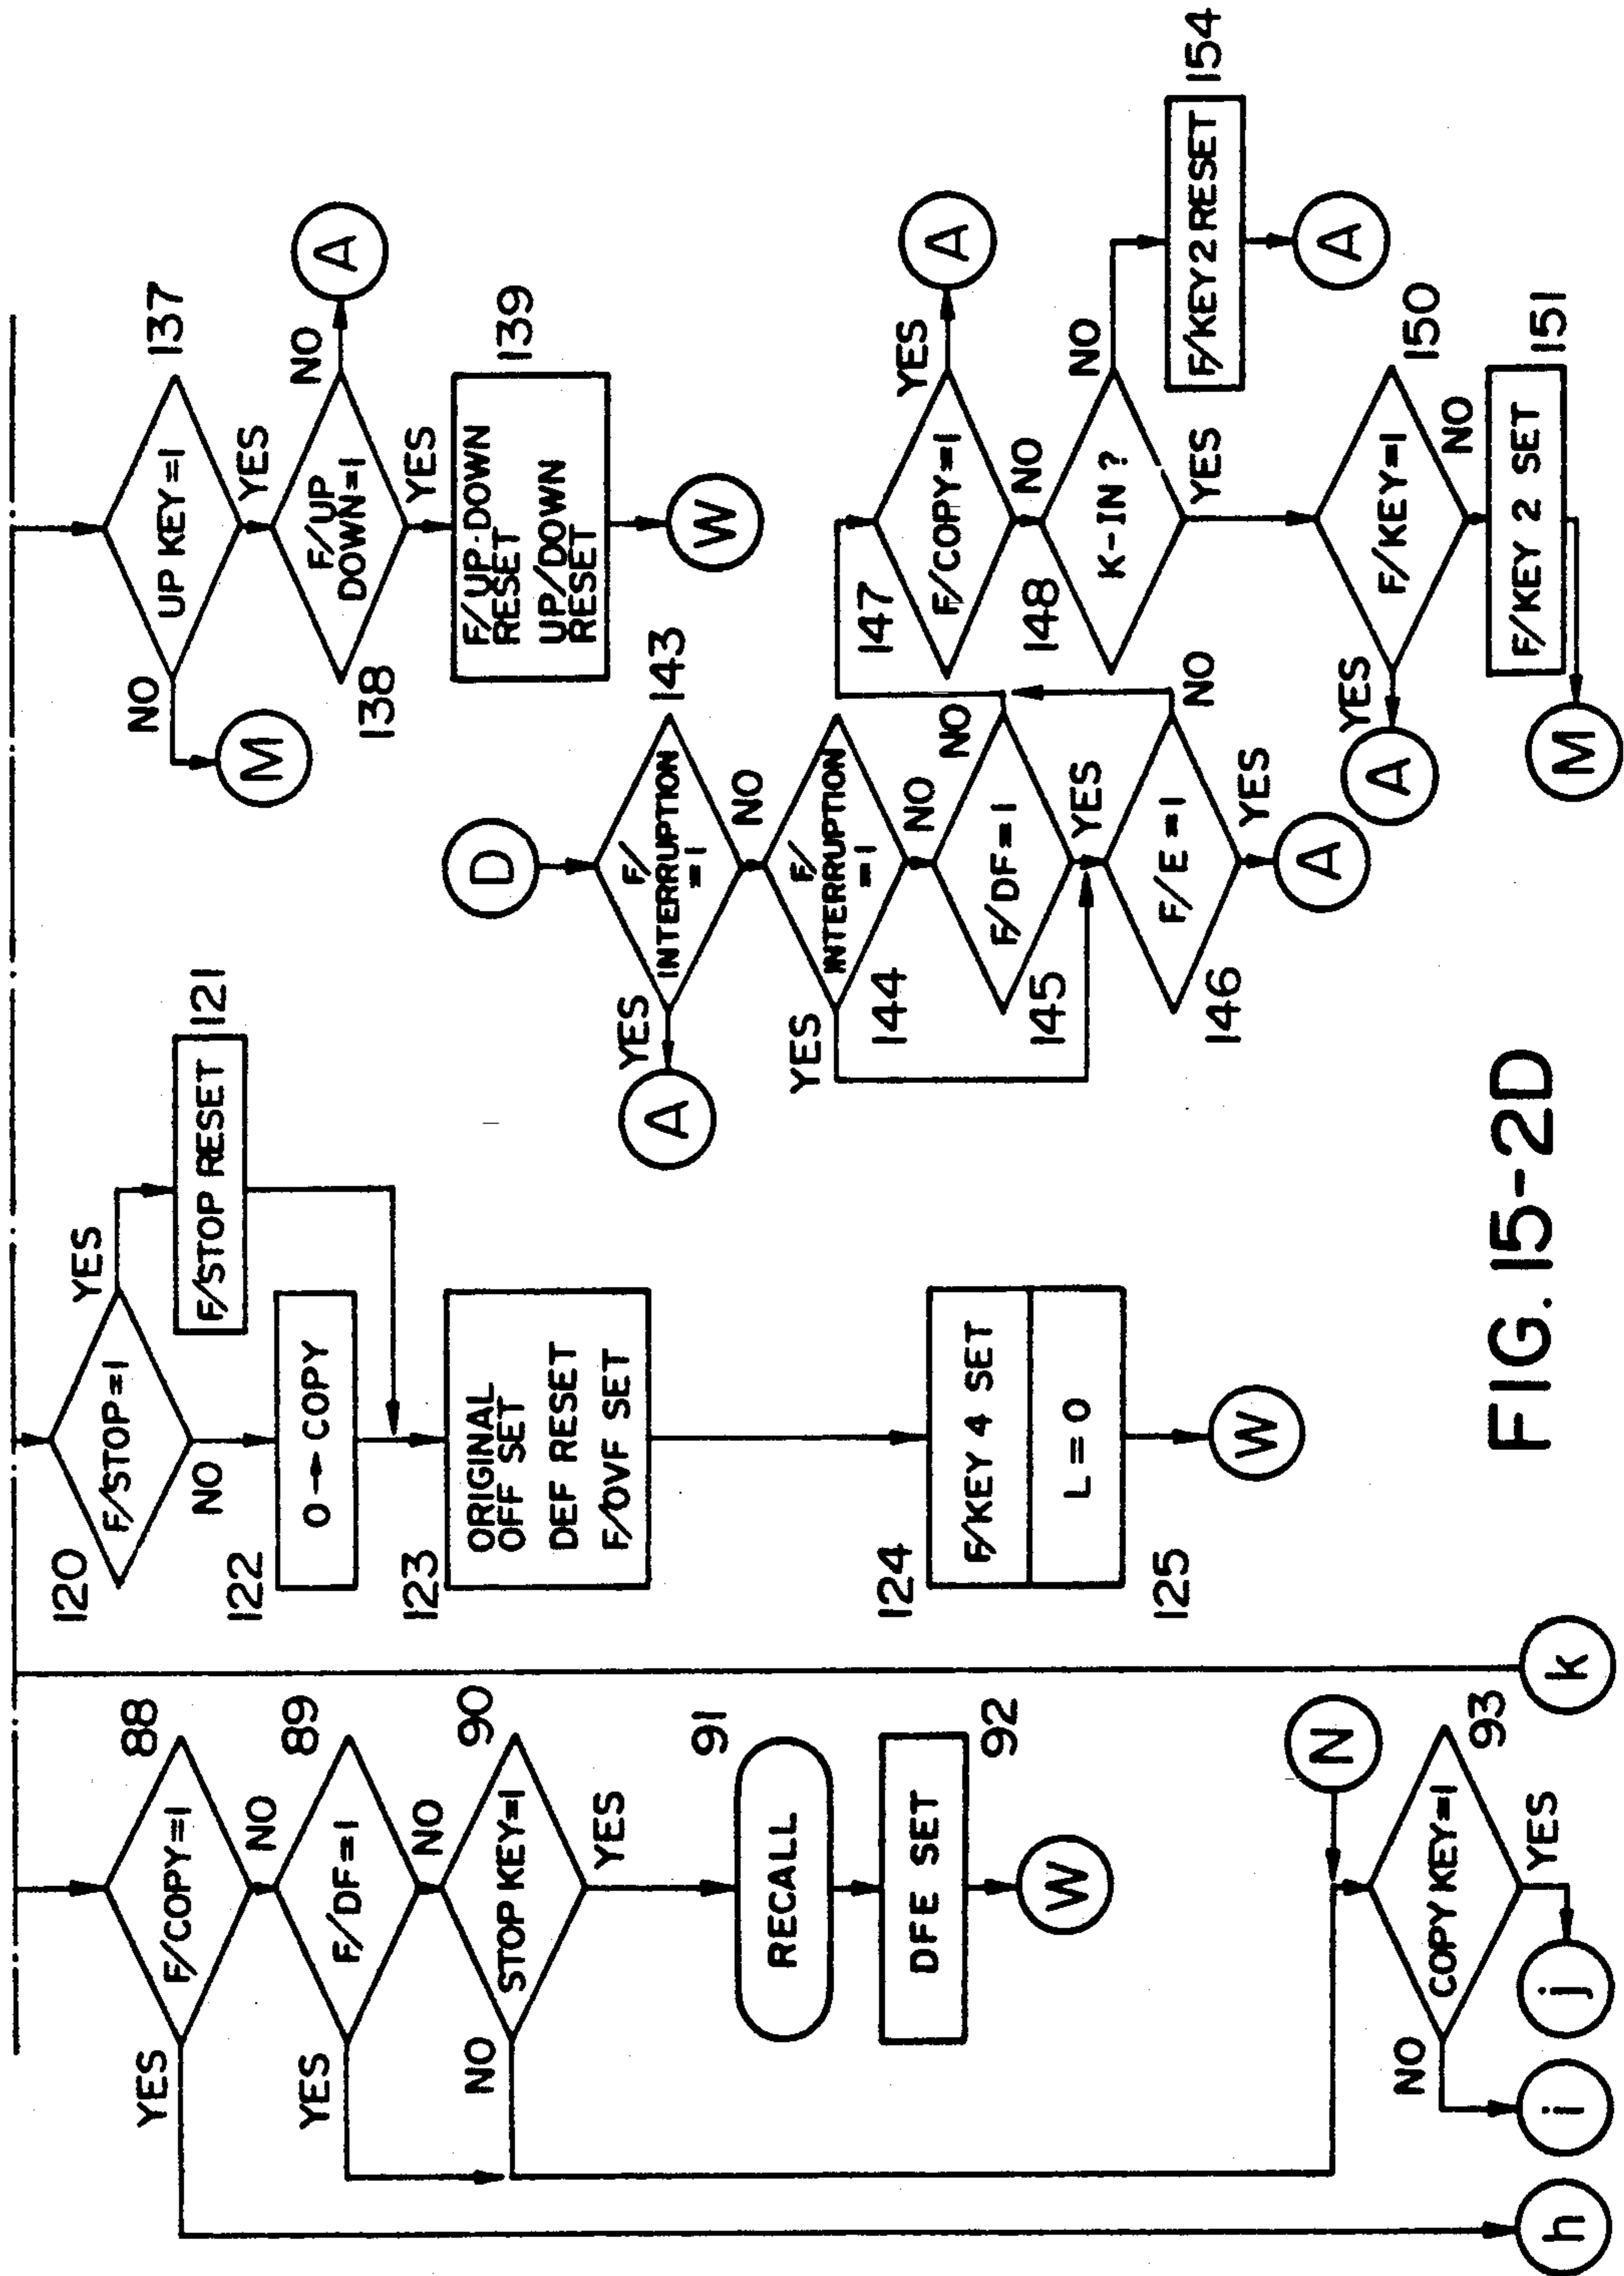 F/COPY=1
88
YES
NO
F/DF=1
89
YES
NO
STOP KEY=1
90
NO
YES
RECALL
91
DFE SET
92
W
N
COPY KEY=1
93
NO
YES
h
i
j
k
120
F/STOP=1
YES
NO
F/STOP RESET
121
122
O→COPY
123
ORIGINAL
OFF SET
DEF RESET
F/OVF SET
124
F/KEY 4 SET
L=0
125
W
UP KEY=1
137
NO
YES
M
F/UP
DOWN=1
138
NO
A
YES
F/UP-DOWN
RESET
UP/DOWN
RESET
139
W
D
F/
INTERRUPTION
=1
143
YES
A
NO
F/
INTERRUPTION
=1
144
YES
NO
F/DF=1
145
NO
YES
F/E=1
146
NO
YES
A
147
F/COPY=1
YES
A
NO
148
K-IN?
NO
F/KEY2 RESET
154
A
YES
F/KEY=1
150
YES
A
NO
F/KEY 2 SET
151
M
FIG. 15-2D